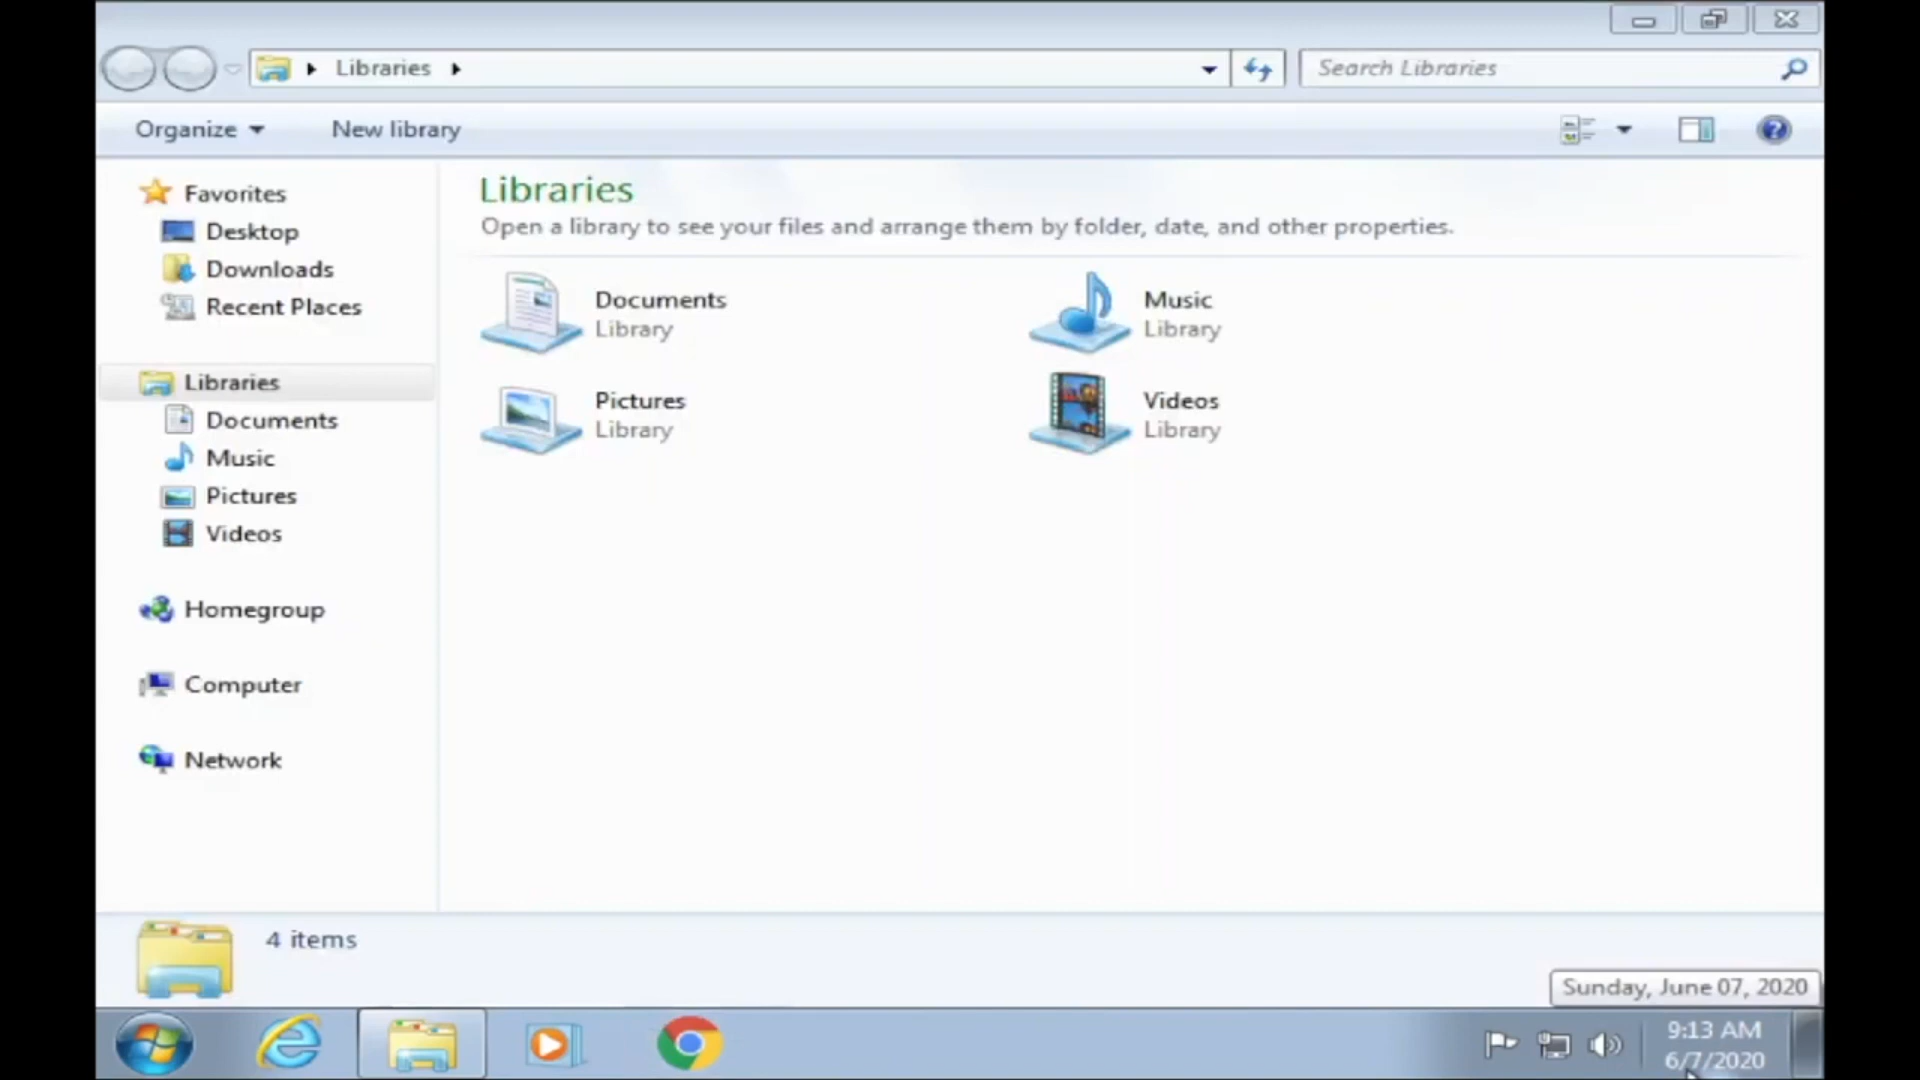 Libraries
Search Libraries
Organize
New library
Favorites
Desktop
Downloads
Recent Places
Libraries
Documents
Music
Pictures
Videos
Homegroup
Computer
Network
Libraries
Open a library to see your files and arrange them by folder, date, and other properties.
Documents
Library
Music
Library
Pictures
Library
Videos
Library
4 items
Sunday, June 07, 2020
9:13 AM
6/7/2020